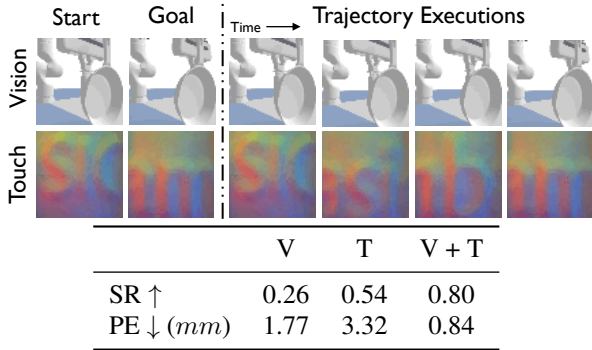 Start Goal Time Trajectory Executions
Vision
Touch
V T V + T
SR ↑ 0.26 0.54 0.80
PE ↓ (mm) 1.77 3.32 0.84